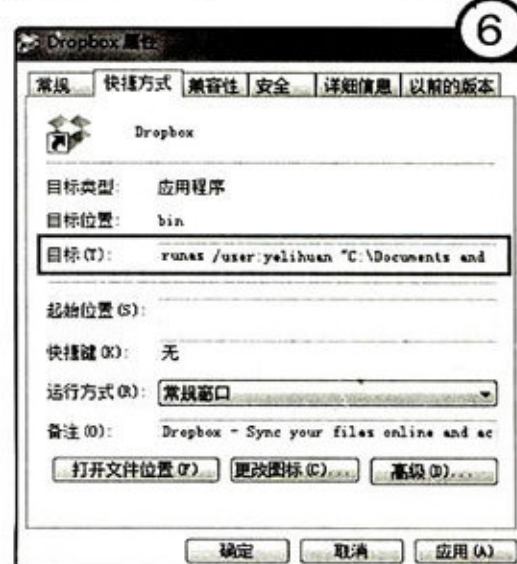 6
Dropbox 属性
常规 快捷方式 兼容性 安全 详细信息 以前的版本
Dropbox
目标类型: 应用程序
目标位置: bin
目标(T): runas /user:yelihuan "C:\Documents and
起始位置(S):
快捷键(K): 无
运行方式(R): 常规窗口
备注(O): Dropbox - Sync your files online and ac
打开文件位置(F) 更改图标(C)... 高级(D)...
确定 取消 应用(A)